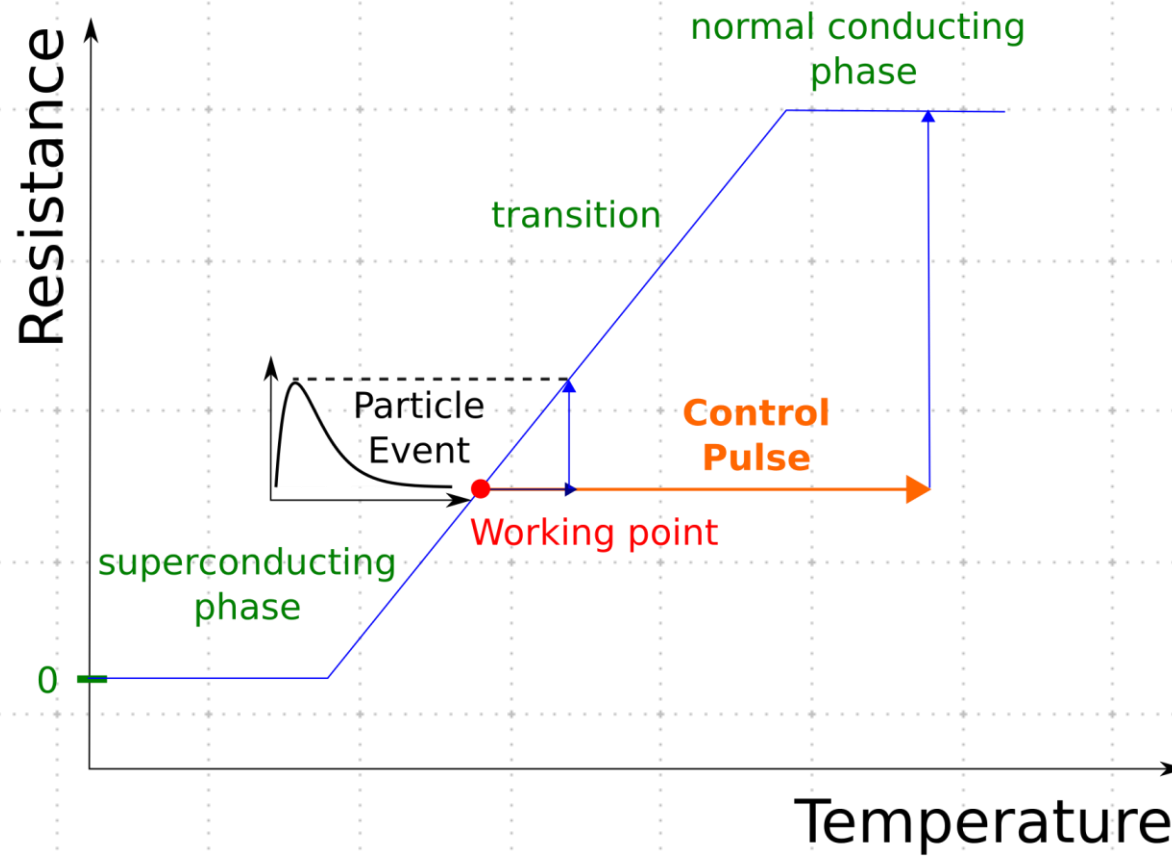 normal conducting
phase
Resistance
transition
Particle
Event
Control
Pulse
Working point
superconducting
phase
0
Temperature